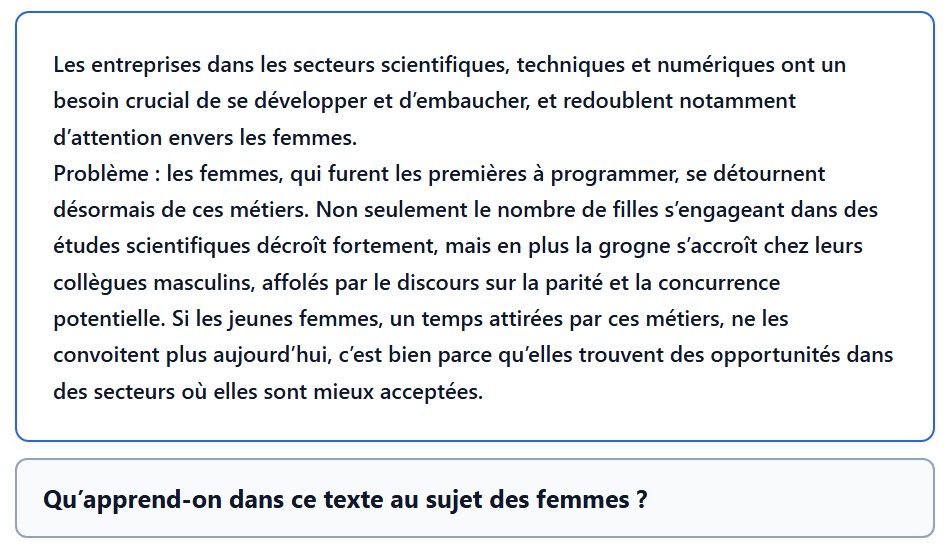 Les entreprises dans les secteurs scientifiques, techniques et numériques ont un
besoin crucial de se développer et d’embaucher, et redoublent notamment
d’attention envers les femmes.
Problème : les femmes, qui furent les premières à programmer, se détournent
désormais de ces métiers. Non seulement le nombre de filles s’engageant dans des
études scientifiques décroît fortement, mais en plus la grogne s’accroît chez leurs
collègues masculins, affolés par le discours sur la parité et la concurrence
potentielle. Si les jeunes femmes, un temps attirées par ces métiers, ne les
convoitent plus aujourd’hui, c’est bien parce qu’elles trouvent des opportunités dans
des secteurs où elles sont mieux acceptées.
Qu’apprend-on dans ce texte au sujet des femmes ?